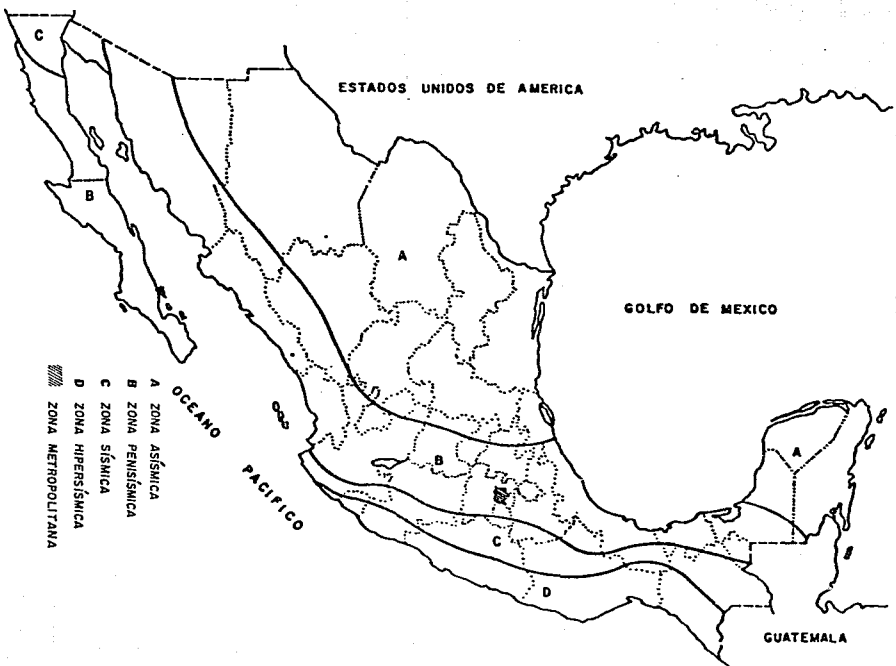 C
ESTADOS UNIDOS DE AMERICA
B
A
GOLFO DE MEXICO
OCEANO
PACIFICO
A
B
C
D
GUATEMALA
A ZONA ASÍSMICA
B ZONA PENISÍSMICA
C ZONA SÍSMICA
D ZONA HIPERSÍSMICA
ZONA METROPOLITANA